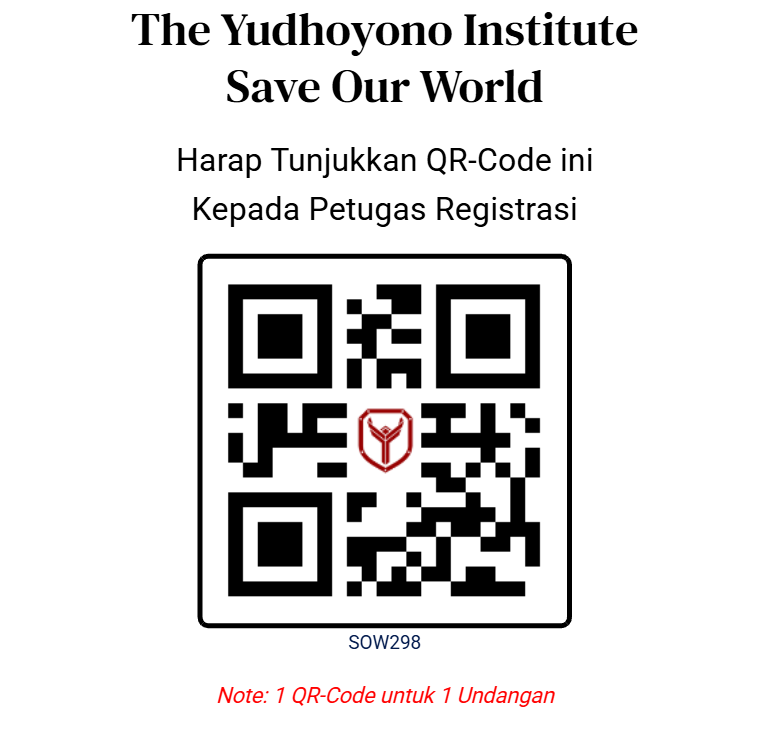 The Yudhoyono Institute
Save Our World
Harap Tunjukkan QR-Code ini
Kepada Petugas Registrasi
SOW298
Note: 1 QR-Code untuk 1 Undangan